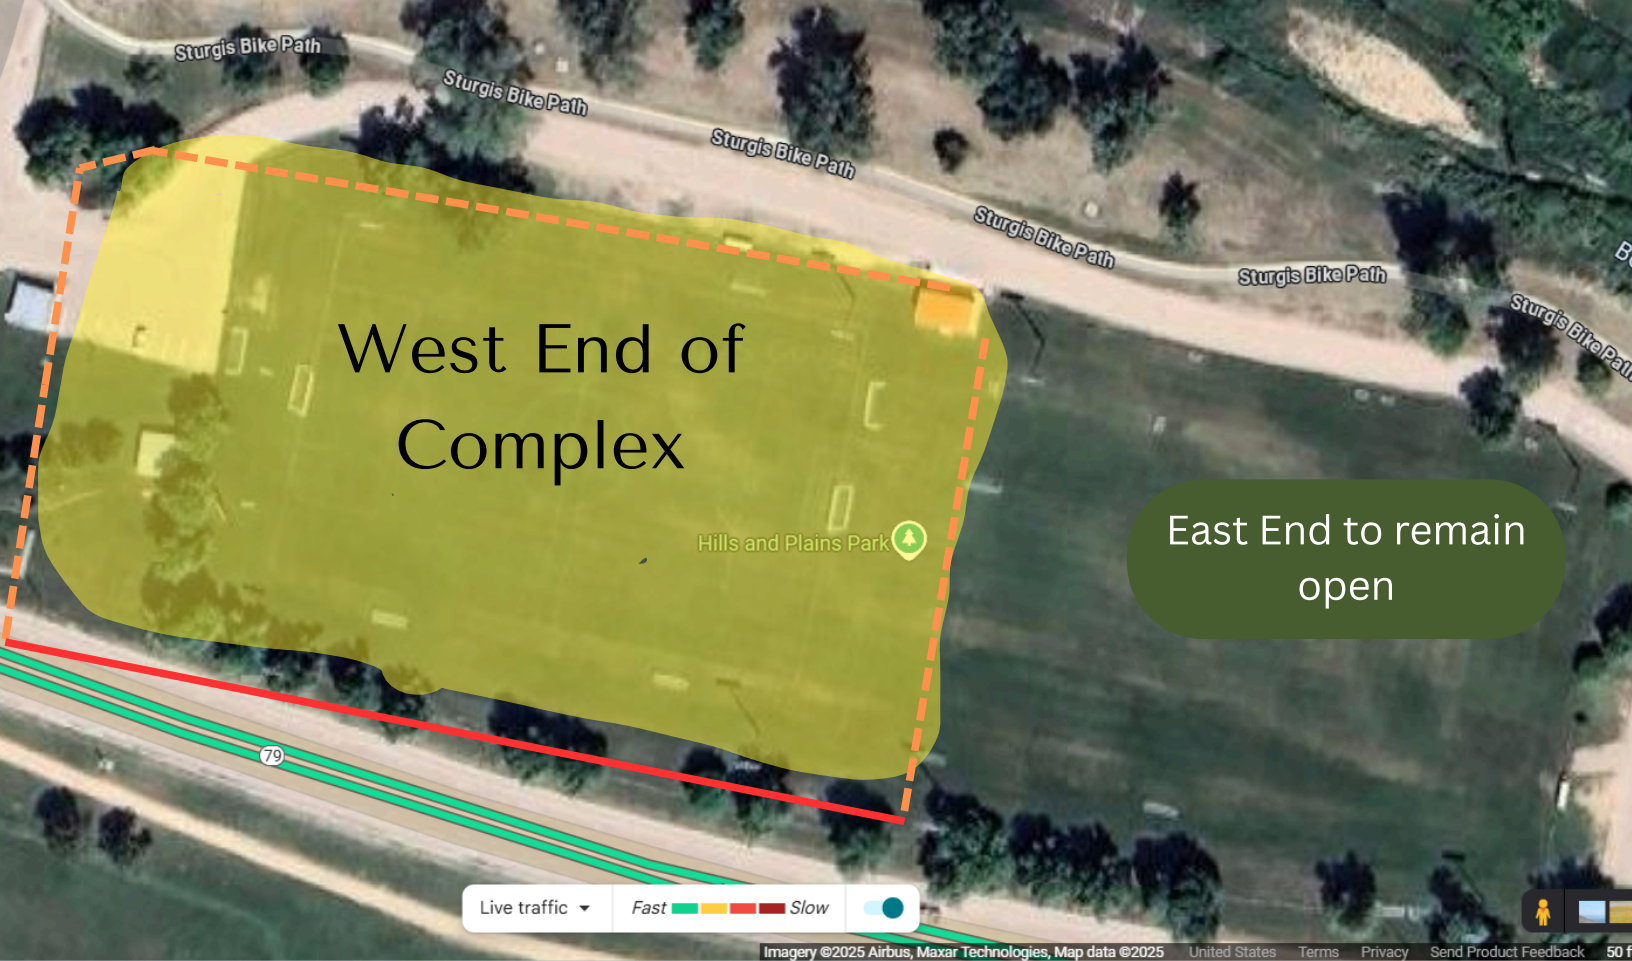 Sturgis Bike Path
Sturgis Bike Path
Sturgis Bike Path
Sturgis Bike Path
Sturgis Bike Path
Sturgis Bike Path
West End of
Complex
Hills and Plains Park
East End to remain
open
79
Live traffic
Fast
Slow
Imagery ©2025 Airbus, Maxar Technologies, Map data ©2025 United States Terms Privacy Send Product Feedback 50 f